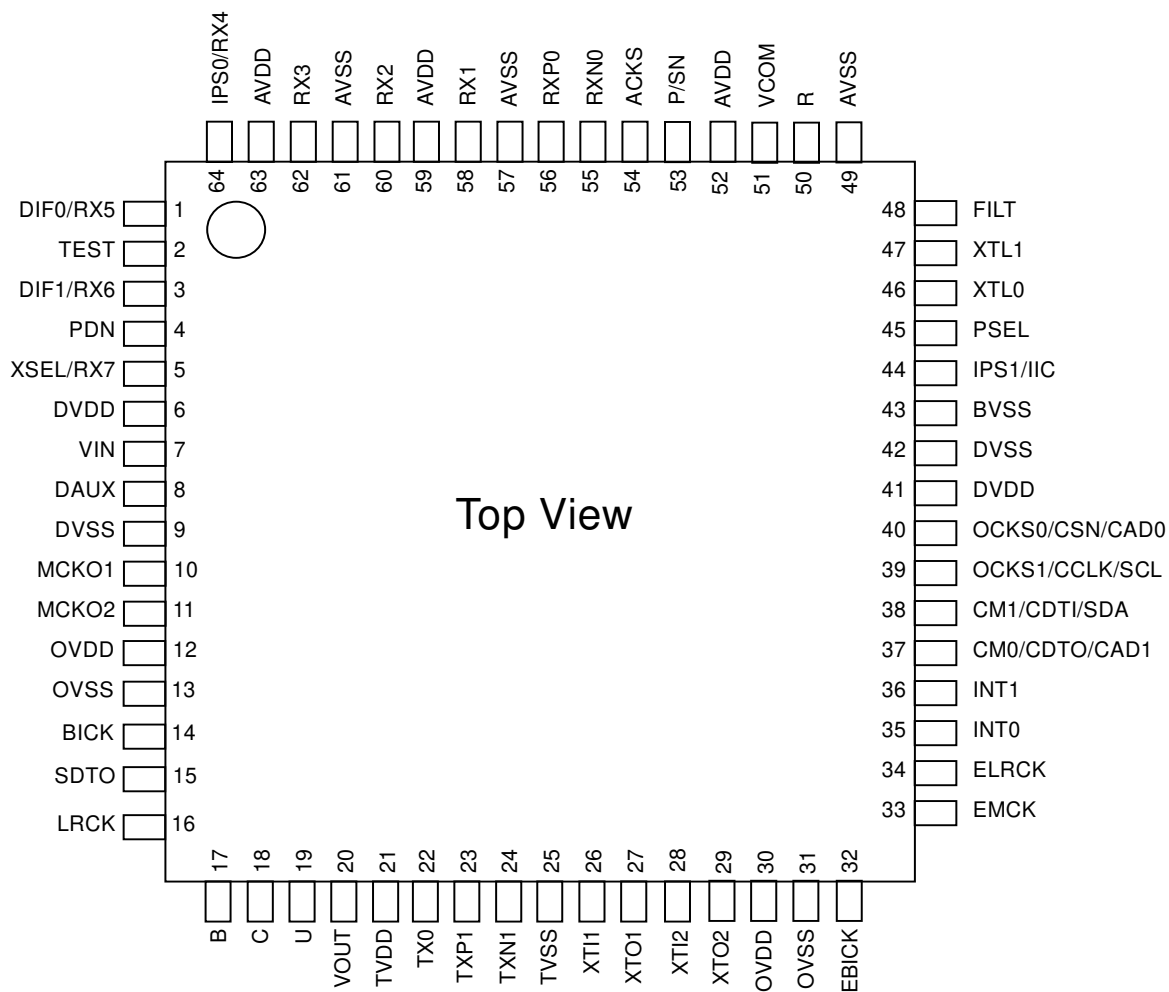 IPS0/RX4 AVDD RX3 AVSS RX2 AVDD RX1 AVSS RXP0 RXN0 ACKS P/SN AVDD VCOM R AVSS
64 63 62 61 60 59 58 57 56 55 54 53 52 51 50 49
DIF0/RX5 1 48 FILT
TEST 2 47 XTL1
DIF1/RX6 3 46 XTL0
PDN 4 45 PSEL
XSEL/RX7 5 44 IPS1/IIC
DVDD 6 43 BVSS
VIN 7 42 DVSS
DAUX 8 41 DVDD
Top View
DVSS 9 40 OCKS0/CSN/CAD0
MCKO1 10 39 OCKS1/CCLK/SCL
MCKO2 11 38 CM1/CDTI/SDA
OVDD 12 37 CM0/CDTO/CAD1
OVSS 13 36 INT1
BICK 14 35 INT0
SDTO 15 34 ELRCK
LRCK 16 33 EMCK
17 18 19 20 21 22 23 24 25 26 27 28 29 30 31 32
B C U VOUT TVDD TX0 TXP1 TXN1 TVSS XTI1 XTO1 XTI2 XTO2 OVDD OVSS EBICK